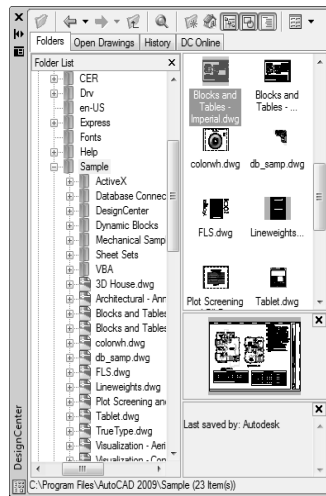 Folders
Open Drawings
History
DC Online
Folder List
CER
Drv
en-US
Express
Fonts
Help
Sample
ActiveX
Database Connec
DesignCenter
Dynamic Blocks
Mechanical Samp
Sheet Sets
VBA
3D House.dwg
Architectural - Ann
Blocks and Tables
Blocks and Tables
colorwh.dwg
db_samp.dwg
FLS.dwg
Lineweights.dwg
Plot Screening an
Tablet.dwg
TrueType.dwg
Visualization - Aeri
Visualization - Con
Blocks and
Tables -
Imperial.dwg
Blocks and
Tables - ...
colorwh.dwg
db_samp.dwg
FLS.dwg
Lineweights...
Plot Screening
Tablet.dwg
Last saved by: Autodesk
DesignCenter
C:\Program Files\AutoCAD 2009\Sample (23 Item(s))